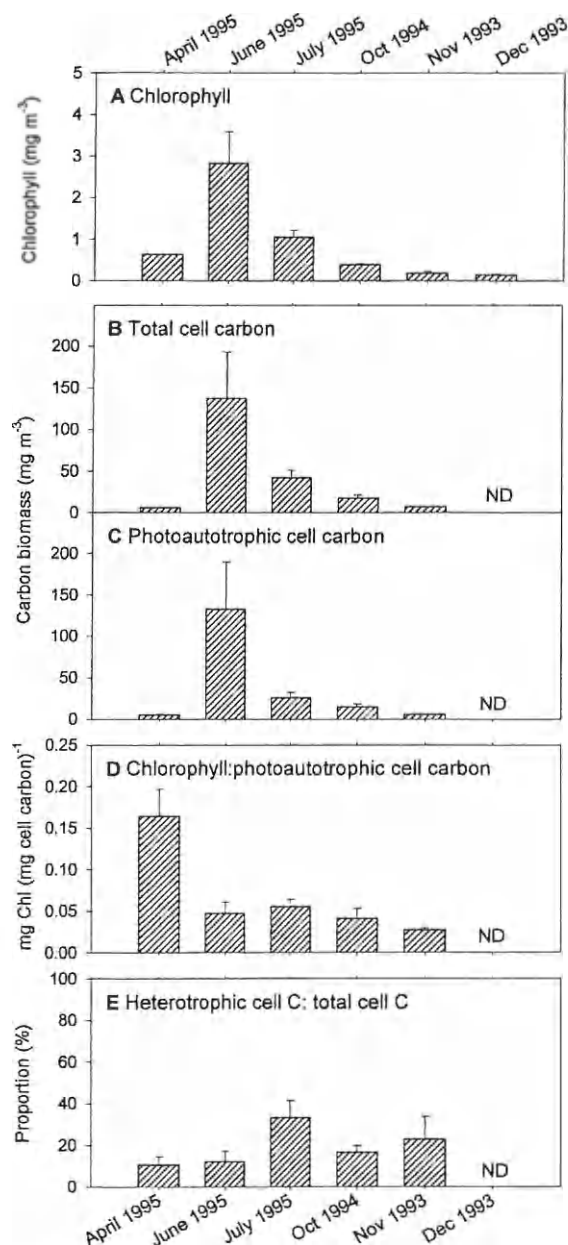 April 1995 June 1995 July 1995 Oct 1994 Nov 1993 Dec 1993
A Chlorophyll
Chlorophyll (mg m-3)
5
4
3
2
1
0
B Total cell carbon
Carbon biomass (mg m-3)
200
150
100
50
0
ND
C Photoautotrophic cell carbon
200
150
100
50
0
ND
D Chlorophyll:photoautotrophic cell carbon
mg Chl (mg cell carbon)-1
0.25
0.20
0.15
0.10
0.05
0.00
ND
E Heterotrophic cell C: total cell C
Proportion (%)
100
80
60
40
20
0
ND
April 1995 June 1995 July 1995 Oct 1994 Nov 1993 Dec 1993